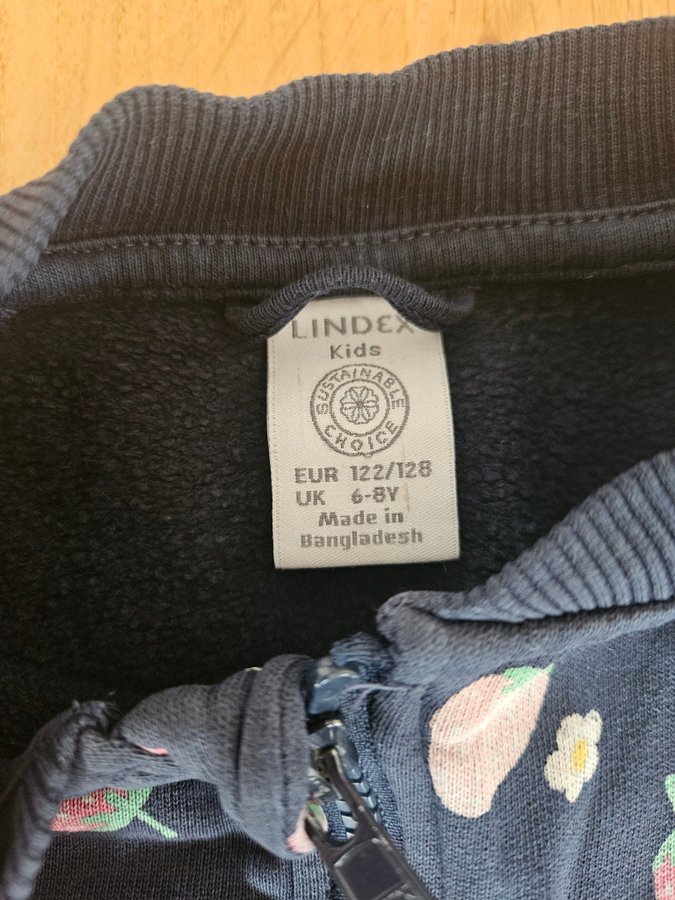 LINDEX
Kids
SUSTAINABLE
CHOICE
EUR 122/128
UK 6-8Y
Made in
Bangladesh